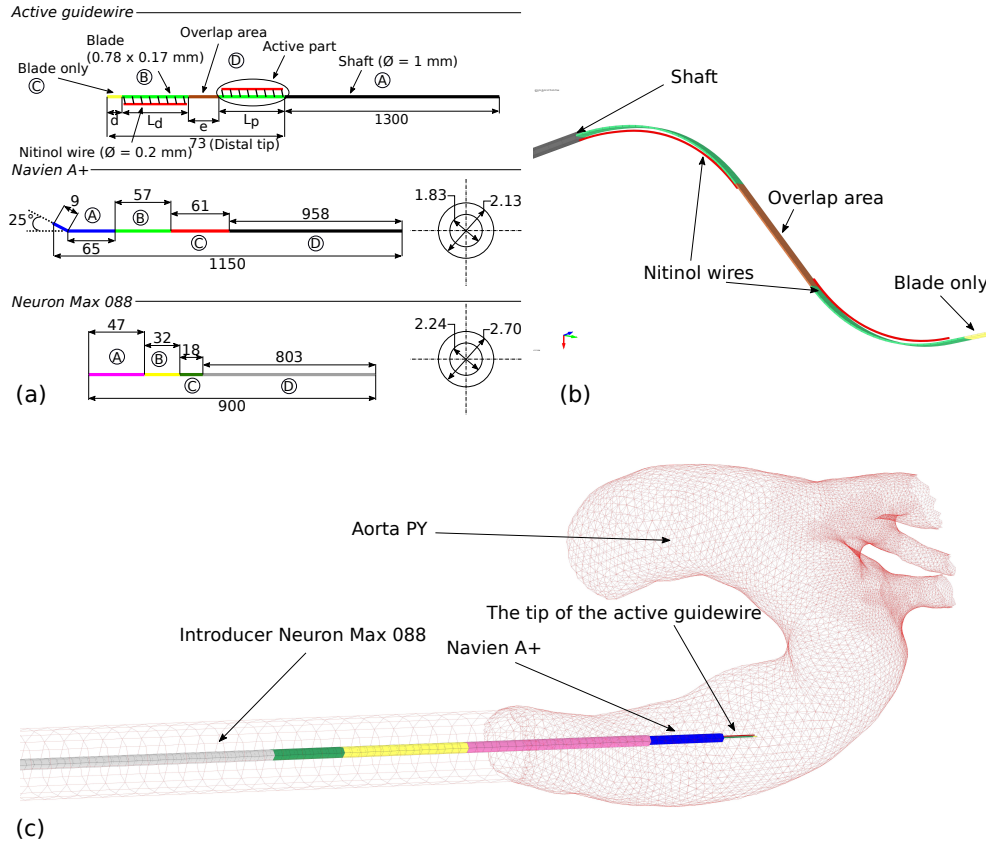 Active guidewire
Overlap area
Blade
(0.78 x 0.17 mm)
Ⓓ
Active part
Shaft (Ø = 1 mm)
Blade only
Ⓑ
Ⓐ
Ⓒ
d
Ld
e
Lp
1300
73 (Distal tip)
Nitinol wire (Ø = 0.2 mm)
Navien A+
9
57
61
958
25°
Ⓐ
Ⓑ
Ⓒ
Ⓓ
65
1150
1.83
2.13
Neuron Max 088
47
32
18
803
Ⓐ
Ⓑ
Ⓒ
Ⓓ
900
2.24
2.70
(a)
Shaft
Overlap area
Nitinol wires
Blade only
(b)
Aorta PY
The tip of the active guidewire
Introducer Neuron Max 088
Navien A+
(c)